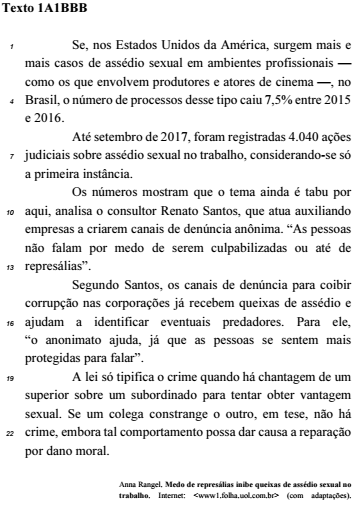 Texto 1A1BBB
1 Se, nos Estados Unidos da América, surgem mais e
mais casos de assédio sexual em ambientes profissionais —
como os que envolvem produtores e atores de cinema —, no
4 Brasil, o número de processos desse tipo caiu 7,5% entre 2015
e 2016.
Até setembro de 2017, foram registradas 4.040 ações
7 judiciais sobre assédio sexual no trabalho, considerando-se só
a primeira instância.
Os números mostram que o tema ainda é tabu por
10 aqui, analisa o consultor Renato Santos, que atua auxiliando
empresas a criarem canais de denúncia anônima. “As pessoas
não falam por medo de serem culpabilizadas ou até de
13 represálias”.
Segundo Santos, os canais de denúncia para coibir
corrupção nas corporações já recebem queixas de assédio e
16 ajudam a identificar eventuais predadores. Para ele,
“o anonimato ajuda, já que as pessoas se sentem mais
protegidas para falar”.
19 A lei só tipifica o crime quando há chantagem de um
superior sobre um subordinado para tentar obter vantagem
sexual. Se um colega constrange o outro, em tese, não há
22 crime, embora tal comportamento possa dar causa a reparação
por dano moral.
Anna Rangel. Medo de represálias inibe queixas de assédio sexual no
trabalho. Internet: <www1.folha.uol.com.br> (com adaptações).